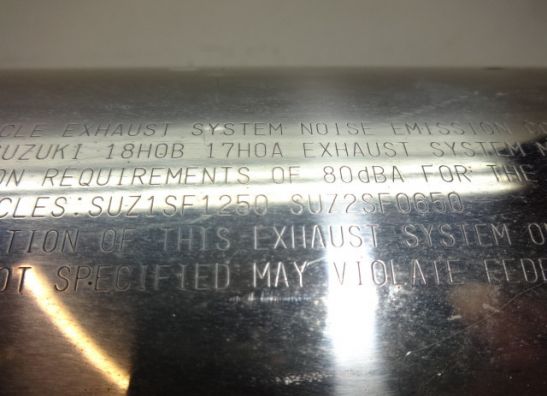 CLE EXHAUST SYSTEM NOISE EMISSION
SUZUKI 18H0B 17H0A EXHAUST SYSTEM
ON REQUIREMENTS OF 80dBA FOR THE
CLES:SUZ1SF1250 SUZ2SF0650
TION OF THIS EXHAUST SYSTEM
OT SPECIFIED MAY VIOLATE FEDE